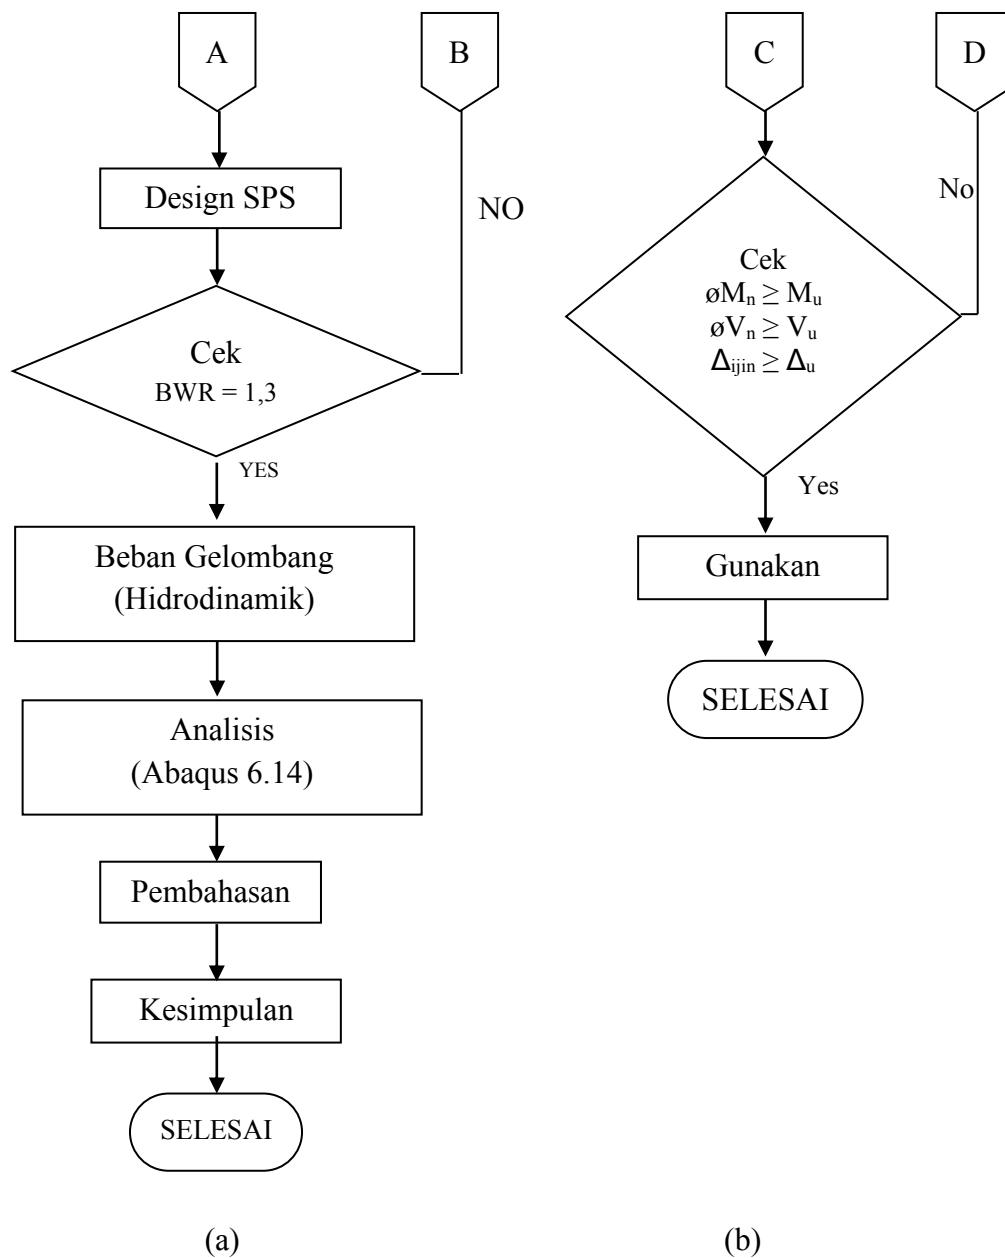 A
B
Design SPS
NO
Cek
BWR = 1,3
YES
Beban Gelombang
(Hidrodinamik)
Analisis
(Abaqus 6.14)
Pembahasan
Kesimpulan
SELESAI
(a)
C
D
No
Cek
øMₙ ≥ Mᵤ
øVₙ ≥ Vᵤ
Δᵢⱼᵢₙ ≥ Δᵤ
Yes
Gunakan
SELESAI
(b)